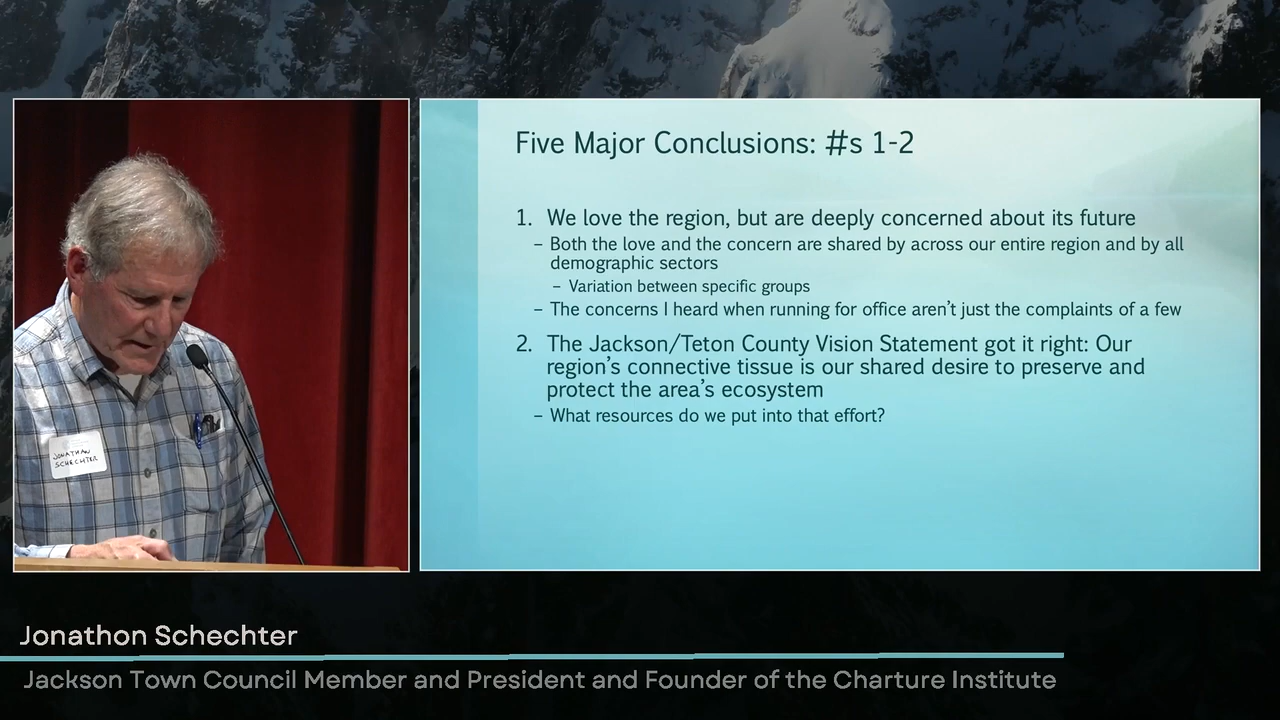 Five Major Conclusions: #s 1-2
1. We love the region, but are deeply concerned about its future
– Both the love and the concern are shared by across our entire region and by all
demographic sectors
– Variation between specific groups
– The concerns I heard when running for office aren't just the complaints of a few
2. The Jackson/Teton County Vision Statement got it right: Our
region's connective tissue is our shared desire to preserve and
protect the area's ecosystem
– What resources do we put into that effort?
JONATHAN
SCHECHTER
Jonathon Schechter
Jackson Town Council Member and President and Founder of the Charture Institute